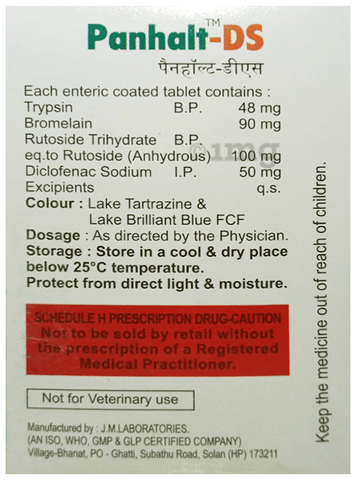 Panhalt™-DS
पैनहॉल्ट-डीएस
Each enteric coated tablet contains :
Trypsin B.P. 48 mg
Bromelain 90 mg
Rutoside Trihydrate B.P.
eq.to Rutoside (Anhydrous) 100 mg
Diclofenac Sodium I.P. 50 mg
Excipients q.s.
Colour : Lake Tartrazine &
Lake Brilliant Blue FCF
Dosage : As directed by the Physician.
Storage : Store in a cool & dry place
below 25°C temperature.
Protect from direct light & moisture.
SCHEDULE H PRESCRIPTION DRUG-CAUTION
Not to be sold by retail without
the prescription of a Registered
Medical Practitioner.
Not for Veterinary use
Manufactured by : J.M.LABORATORIES.
(AN ISO, WHO, GMP & GLP CERTIFIED COMPANY)
Village-Bhanat, PO - Ghatti, Subathu Road, Solan (HP) 173211
Keep the medicine out of reach of children.
1mg